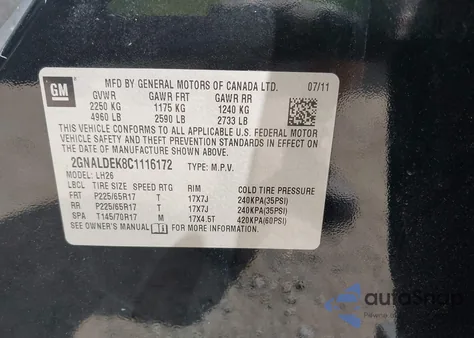 GM
MFD BY GENERAL MOTORS OF CANADA LTD. 07/11
GVWR GAWR FRT GAWR RR
2250 KG 1175 KG 1240 KG
4960 LB 2590 LB 2733 LB
THIS VEHICLE CONFORMS TO ALL APPLICABLE U.S. FEDERAL MOTOR
VEHICLE SAFETY AND THEFT PREVENTION STANDARDS IN EFFECT ON
THE DATE OF MANUFACTURE SHOWN ABOVE.
2GNALDEK8C1116172 TYPE: M.P.V.
MODEL: LH26
LBCL TIRE SIZE SPEED RTG RIM COLD TIRE PRESSURE
FRT P225/65R17 T 17X7J 240KPA(35PSI)
RR P225/65R17 T 17X7J 240KPA(35PSI)
SPA T145/70R17 M 17X4.5T 420KPA(60PSI)
SEE OWNER'S MANUAL FOR MORE INFORMATION.
autoSnap